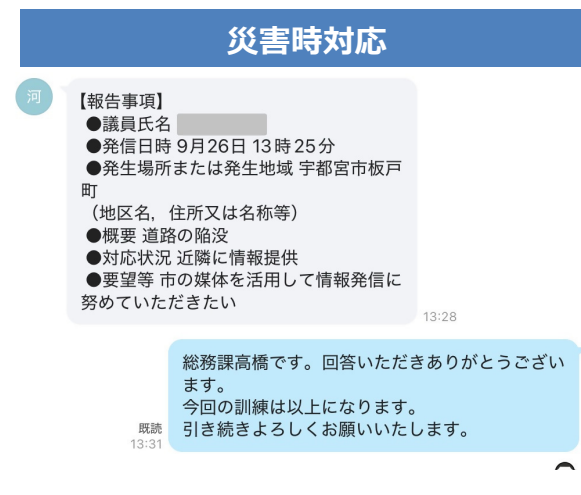 災害時対応
河
【報告事項】
●議員氏名
●発信日時 9月26日 13時25分
●発生場所または発生地域 宇都宮市板戸
町
（地区名，住所又は名称等）
●概要 道路の陥没
●対応状況 近隣に情報提供
●要望等 市の媒体を活用して情報発信に
努めていただきたい
13:28
総務課高橋です。回答いただきありがとうござい
ます。
今回の訓練は以上になります。
引き続きよろしくお願いいたします。
既読
13:31